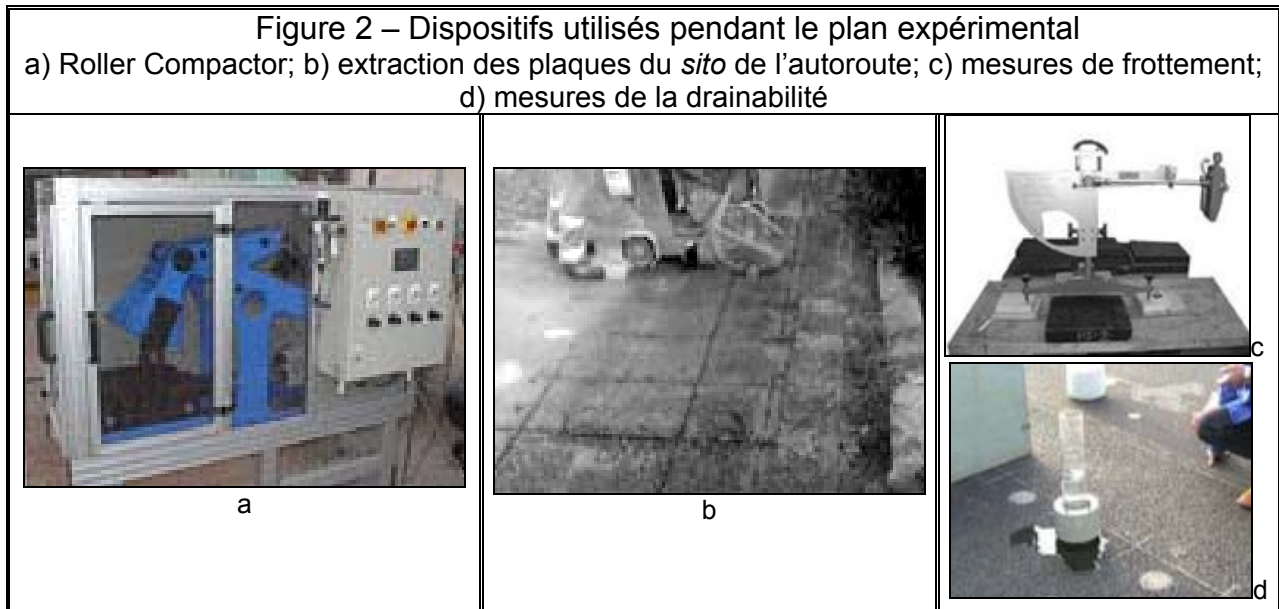 Figure 2 – Dispositifs utilisés pendant le plan expérimental
a) Roller Compactor; b) extraction des plaques du sito de l’autoroute; c) mesures de frottement;
d) mesures de la drainabilité
a
b
c
d